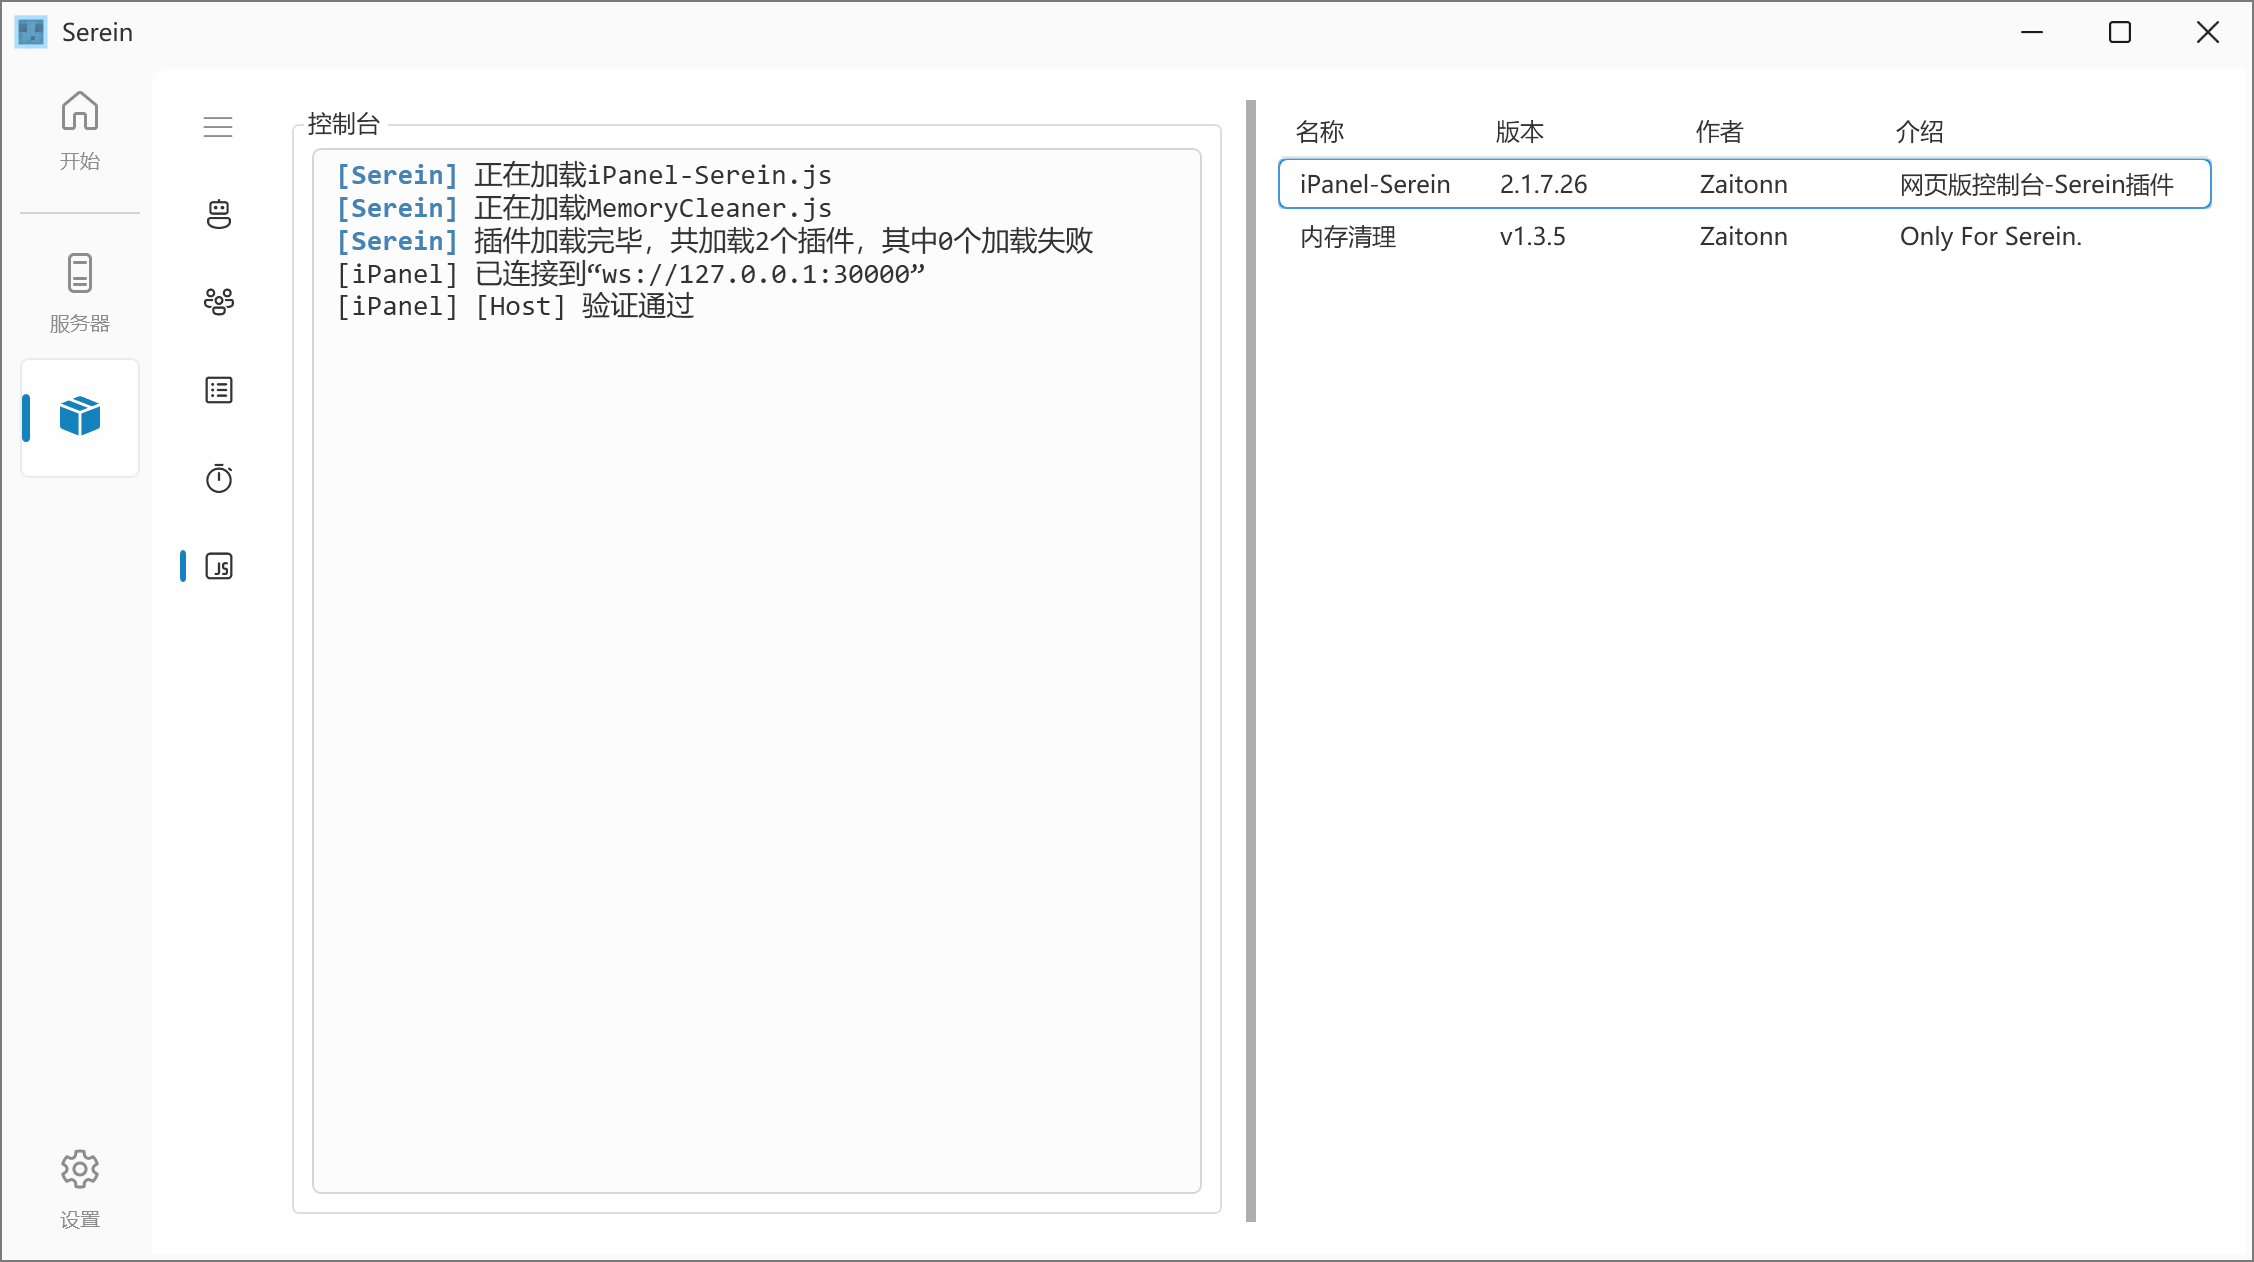 Serein
开始
服务器
设置
控制台
[Serein] 正在加载iPanel-Serein.js
[Serein] 正在加载MemoryCleaner.js
[Serein] 插件加载完毕，共加载2个插件，其中0个加载失败
[iPanel] 已连接到“ws://127.0.0.1:30000”
[iPanel] [Host] 验证通过
JS
名称 版本 作者 介绍
iPanel-Serein 2.1.7.26 Zaitonn 网页版控制台-Serein插件
内存清理 v1.3.5 Zaitonn Only For Serein.